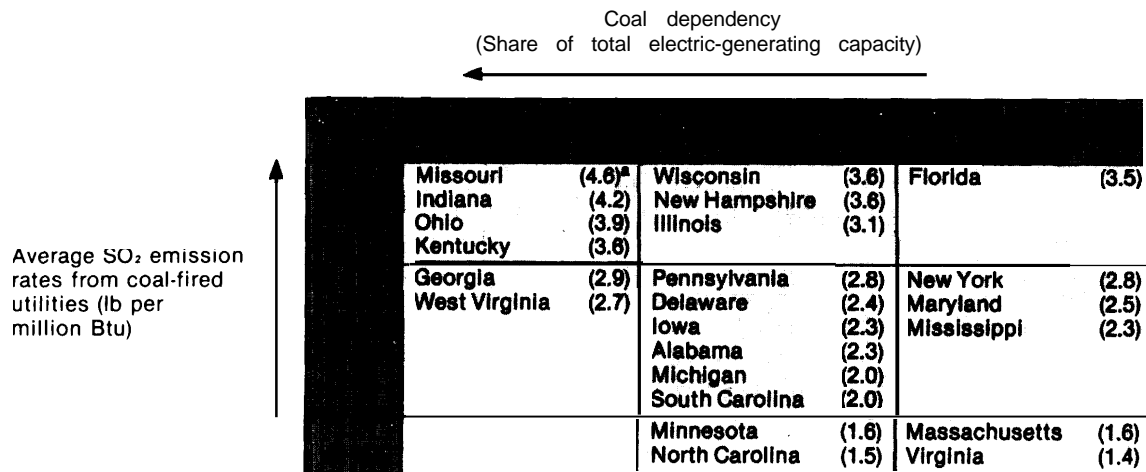 Coal dependency
(Share of total electric-generating capacity)
Average SO₂ emission
rates from coal-fired
utilities (lb per
million Btu)
Missouri (4.6)ª Wisconsin (3.6) Florida (3.5)
Indiana (4.2) New Hampshire (3.6)
Ohio (3.9) Illinois (3.1)
Kentucky (3.6)
Georgia (2.9) Pennsylvania (2.8) New York (2.8)
West Virginia (2.7) Delaware (2.4) Maryland (2.5)
Iowa (2.3) Mississippi (2.3)
Alabama (2.3)
Michigan (2.0)
South Carolina (2.0)
Minnesota (1.6) Massachusetts (1.6)
North Carolina (1.5) Virginia (1.4)